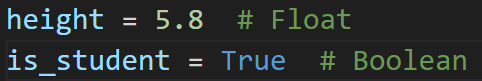 height = 5.8  # Float
is_student = True  # Boolean